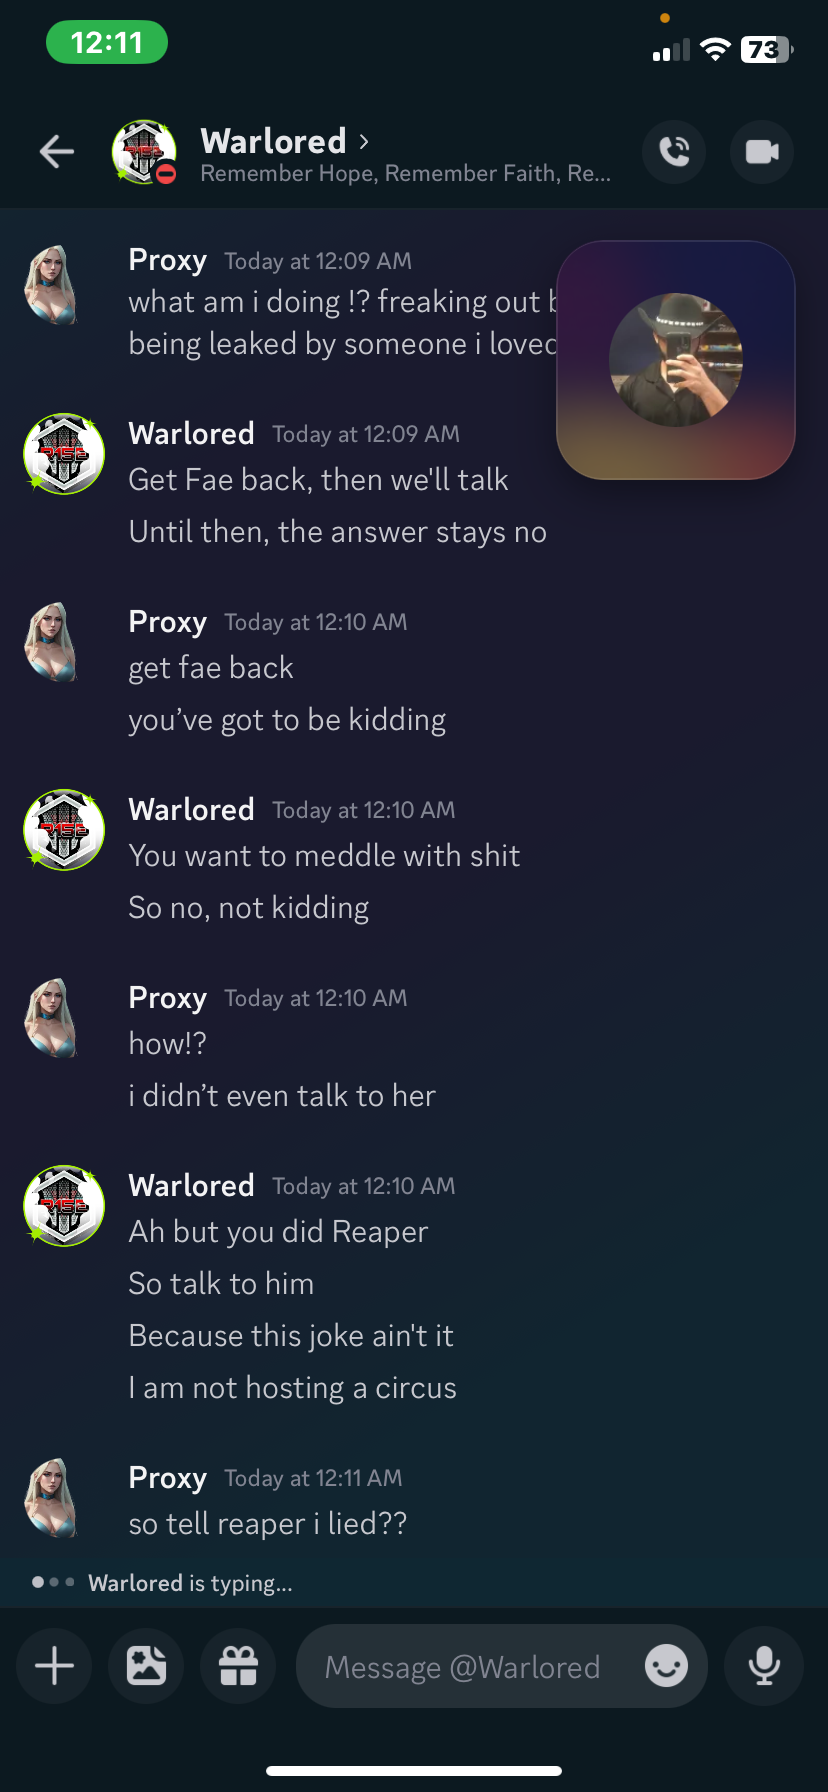 12:11
73
Warlored >
Remember Hope, Remember Faith, Re...
Proxy Today at 12:09 AM
what am i doing !? freaking out
being leaked by someone i loved
Warlored Today at 12:09 AM
Get Fae back, then we'll talk
Until then, the answer stays no
Proxy Today at 12:10 AM
get fae back
you’ve got to be kidding
Warlored Today at 12:10 AM
You want to meddle with shit
So no, not kidding
Proxy Today at 12:10 AM
how!?
i didn’t even talk to her
Warlored Today at 12:10 AM
Ah but you did Reaper
So talk to him
Because this joke ain't it
I am not hosting a circus
Proxy Today at 12:11 AM
so tell reaper i lied??
Warlored is typing...
Message @Warlored